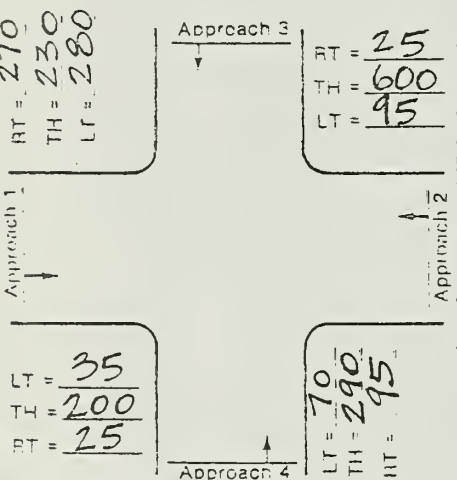 RT = 270
TH = 230
LT = 280
Approach 3
RT = 25
TH = 600
LT = 95
Approach 1
Approach 2
LT = 35
TH = 200
RT = 25
Approach 4
LT = 70
TH = 290
RT = 95